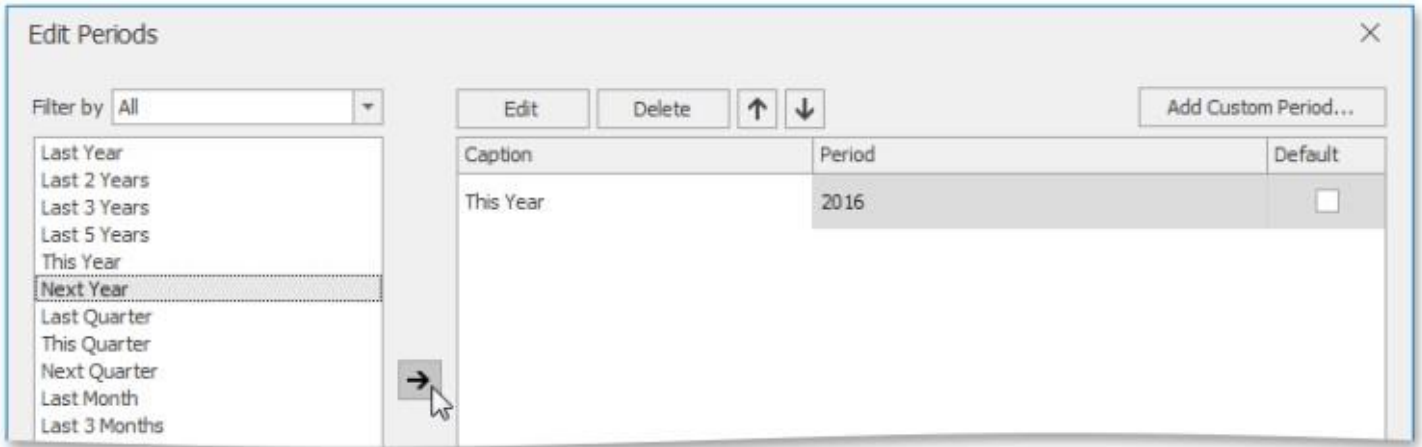 Edit Periods
Filter by All
Edit Delete Add Custom Period...
Last Year
Last 2 Years
Last 3 Years
Last 5 Years
This Year
Next Year
Last Quarter
This Quarter
Next Quarter
Last Month
Last 3 Months
Caption Period Default
This Year 2016